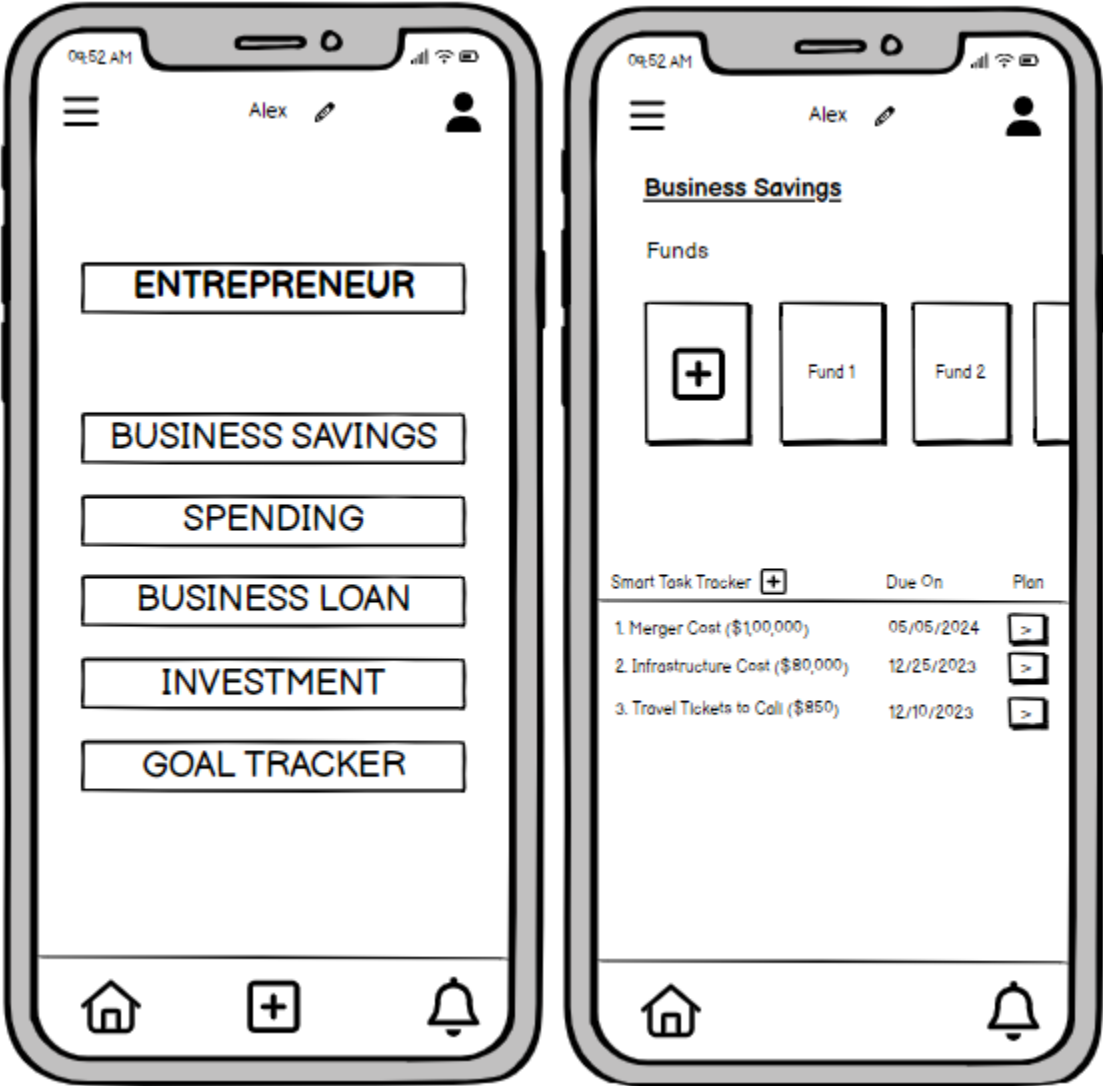 09:52 AM
Alex
ENTREPRENEUR
BUSINESS SAVINGS
SPENDING
BUSINESS LOAN
INVESTMENT
GOAL TRACKER
09:52 AM
Alex
Business Savings
Funds
Fund 1 Fund 2
Smart Task Tracker Due On Plan
1. Merger Cost ($1,00,000) 05/05/2024 >
2. Infrastructure Cost ($80,000) 12/25/2023 >
3. Travel Tickets to Cali ($850) 12/10/2023 >